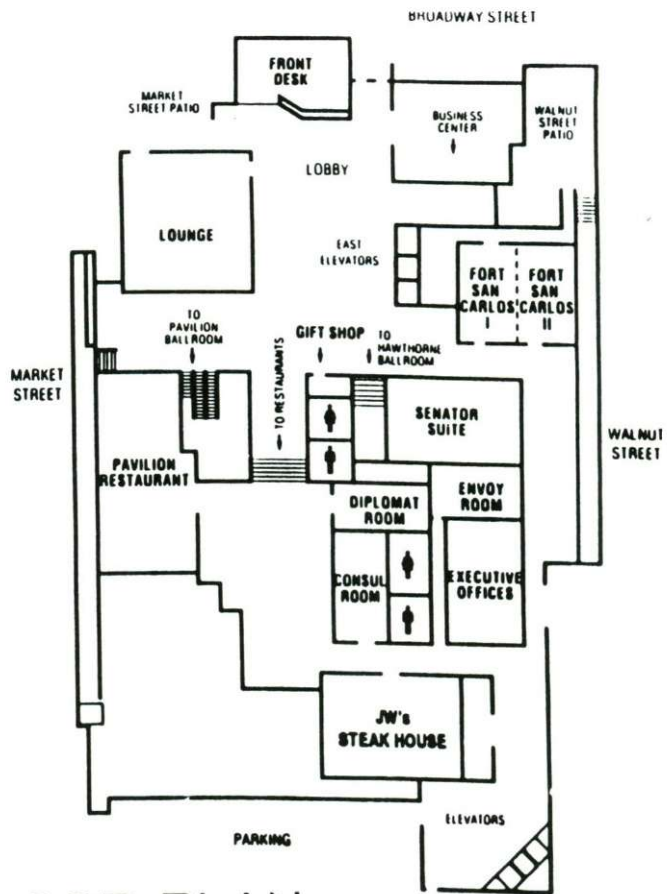 BROADWAY STREET
FRONT
DESK
MARKET
STREET PATIO
BUSINESS
CENTER
WALNUT
STREET
PATIO
LOBBY
LOUNGE
EAST
ELEVATORS
FORT
SAN
CARLOS
I
FORT
SAN
CARLOS
II
TO
PAVILION
BALLROOM
GIFT SHOP
TO
HAWTHORNE
BALLROOM
TO RESTAURANTS
MARKET
STREET
SENATOR
SUITE
WALNUT
STREET
PAVILION
RESTAURANT
ENVOY
ROOM
DIPLOMAT
ROOM
CONSUL
ROOM
EXECUTIVE
OFFICES
JW's
STEAK HOUSE
ELEVATORS
PARKING